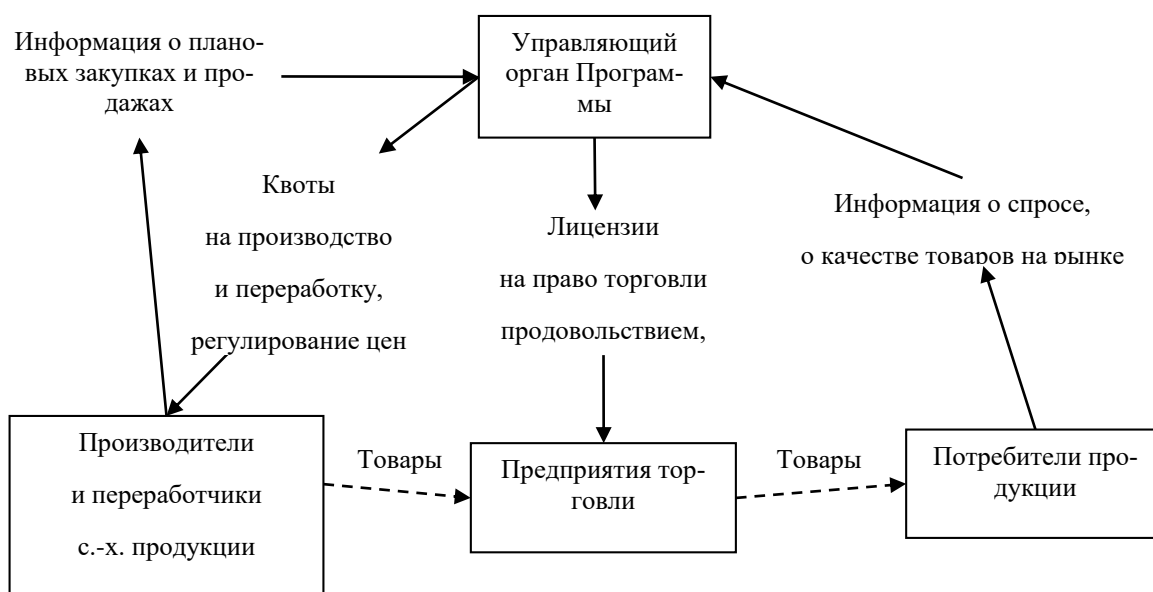 Информация о плано-
вых закупках и про-
дажах
Управляющий
орган Програм-
мы
Квоты
на производство
и переработку,
регулирование цен
Лицензии
на право торговли
продовольствием,
Информация о спросе,
о качестве товаров на рынке
Производители
и переработчики
с.-х. продукции
Товары
Предприятия тор-
говли
Товары
Потребители про-
дукции